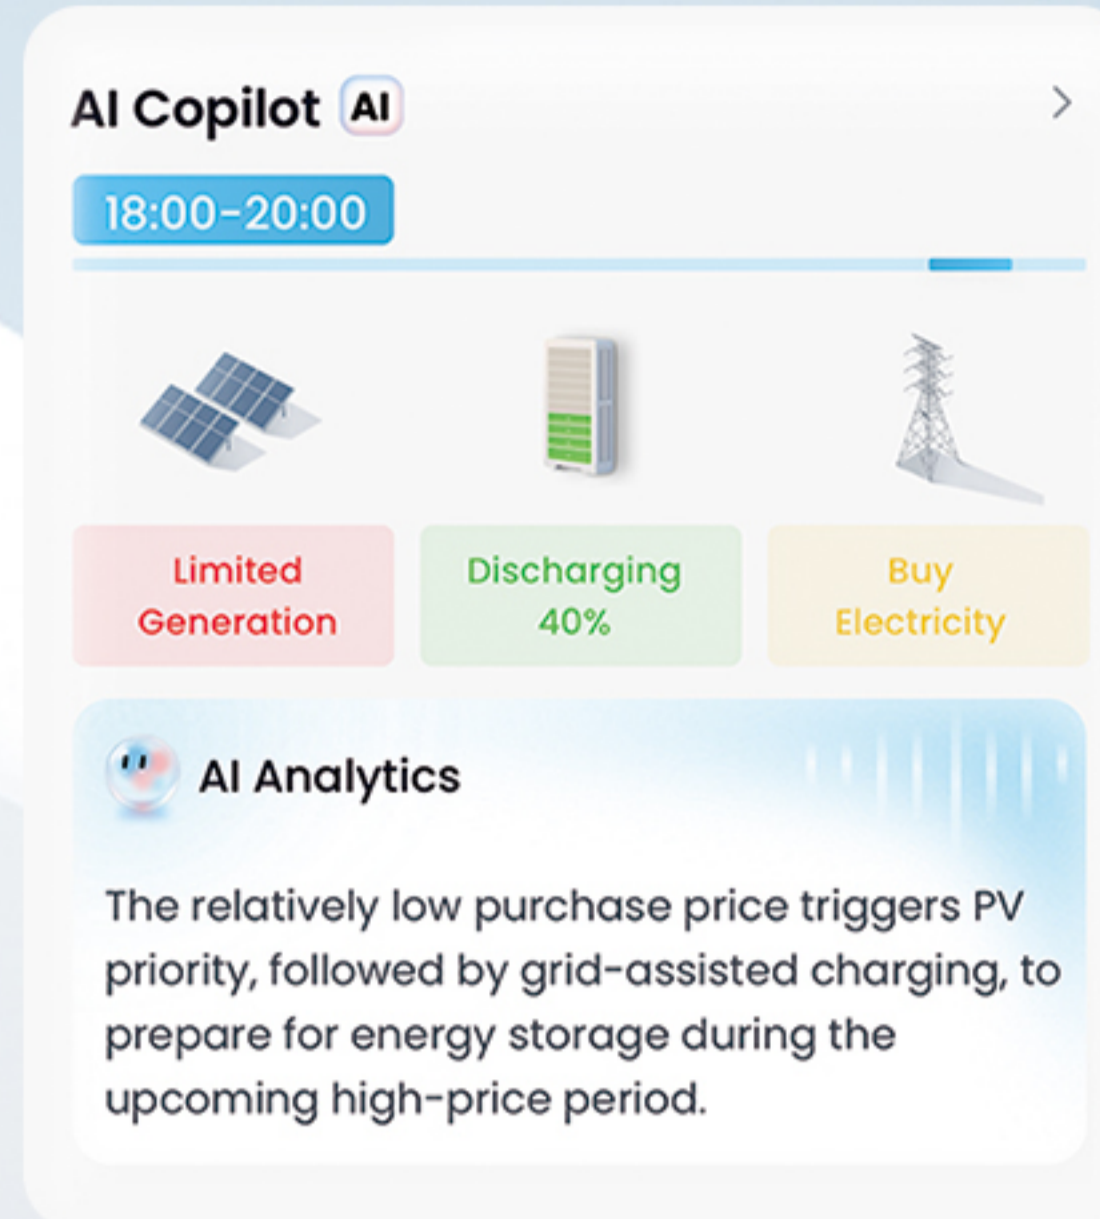 AI Copilot AI
18:00-20:00
Limited
Generation
Discharging
40%
Buy
Electricity
AI Analytics
The relatively low purchase price triggers PV
priority, followed by grid-assisted charging, to
prepare for energy storage during the
upcoming high-price period.